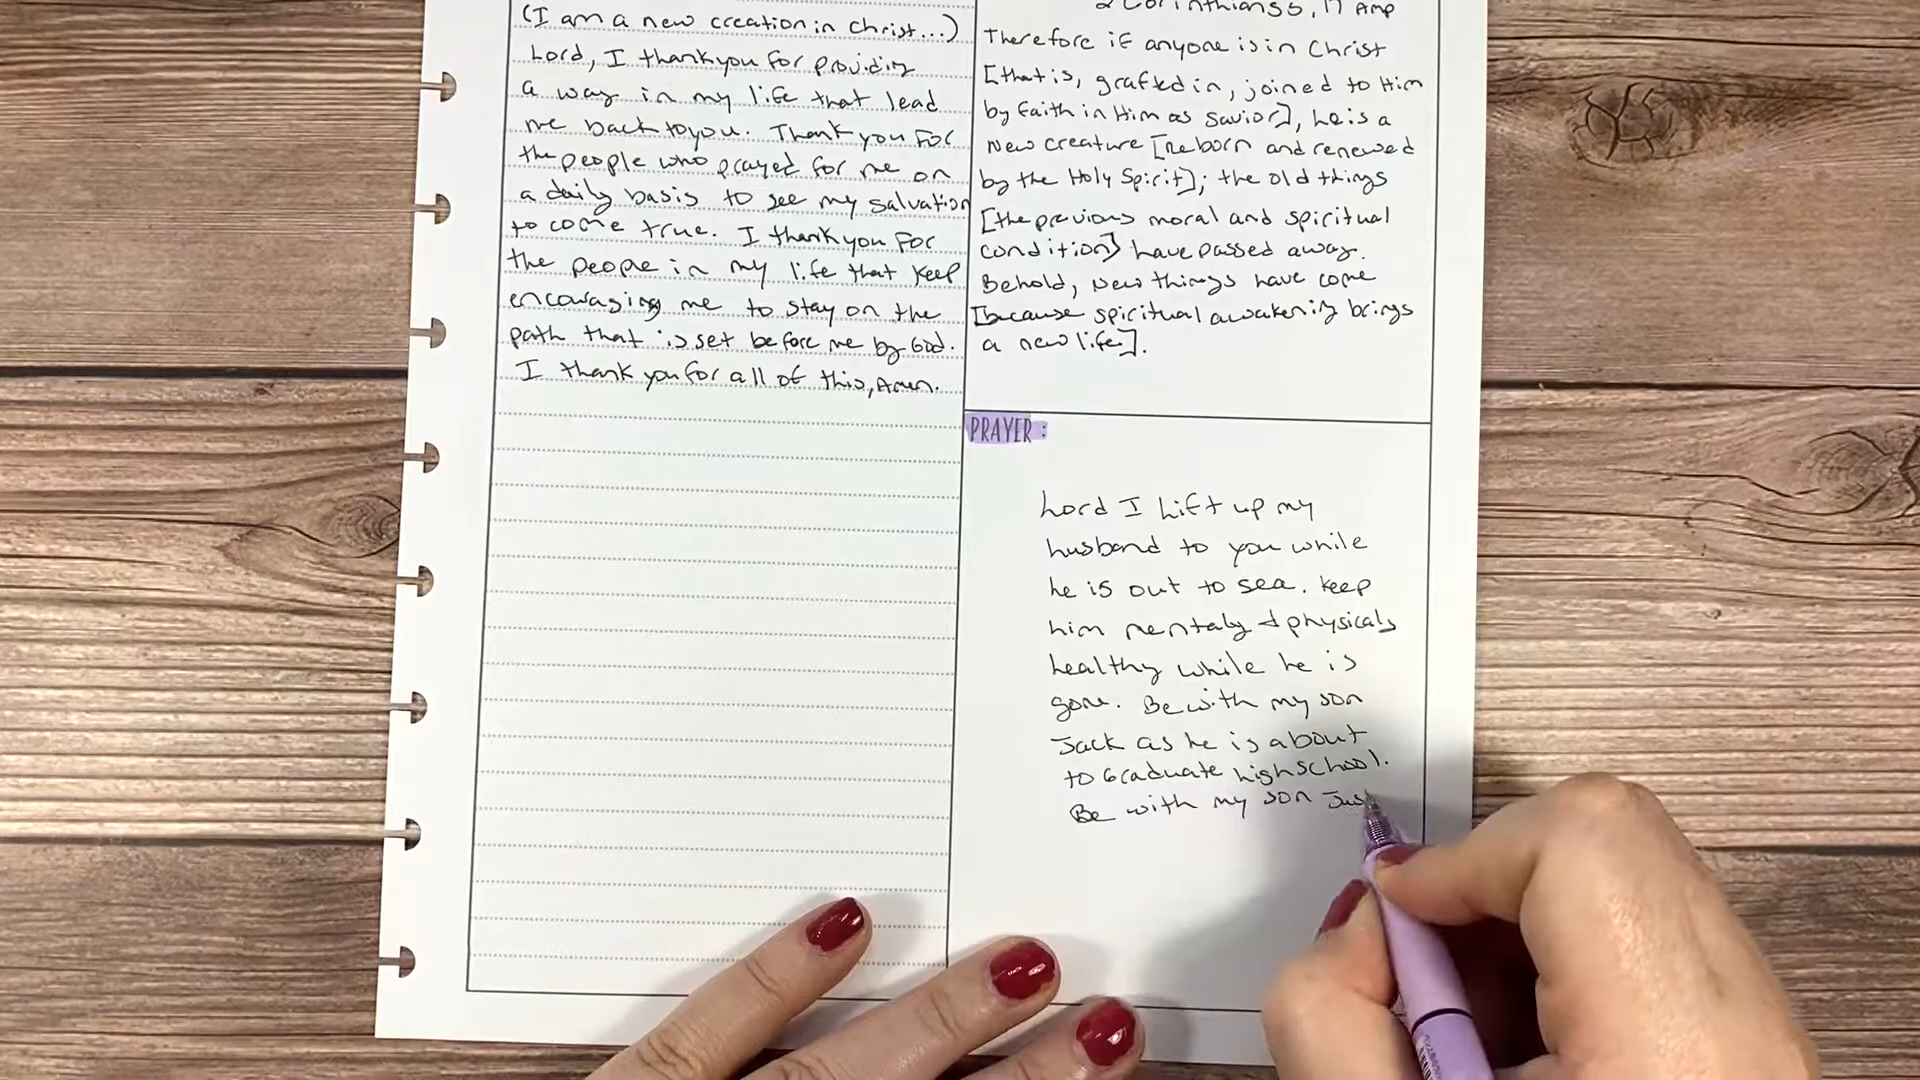 (I am a new creation in Christ...)
Lord, I thank you for providing
a way in my life that lead
me back to you. Thank you for
the people who prayed for me on
a daily basis to see my salvation
to come true. I thank you for
the people in my life that keep
encouraging me to stay on the
path that is set before me by God.
I thank you for all of this, Amen.
2 Corinthians 5, 17 Amp
Therefore if anyone is in Christ
[that is, grafted in, joined to Him
by faith in Him as Savior], he is a
New creature [reborn and renewed
by the Holy Spirit]; the old things
[the previous moral and spiritual
condition] have passed away.
Behold, new things have come
[because spiritual awakening brings
a new life].
PRAYER:
Lord I lift up my
husband to you while
he is out to sea. Keep
him mentaly + physicaly
healthy while he is
gone. Be with my son
Jack as he is about
to Graduate highschool.
Be with my son Jus